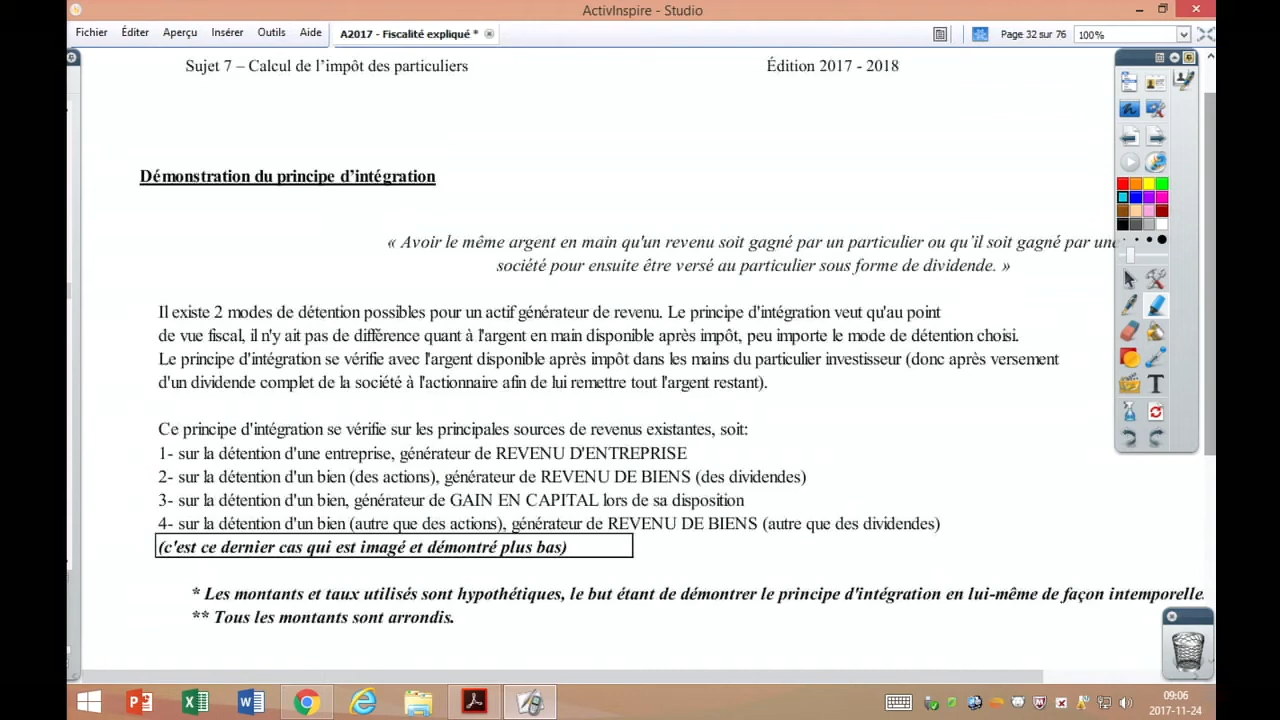 ActivInspire - Studio
Fichier Éditer Aperçu Insérer Outils Aide A2017 - Fiscalité expliqué * Page 32 sur 76 100%
Sujet 7 – Calcul de l’impôt des particuliers Édition 2017 - 2018
Démonstration du principe d’intégration
« Avoir le même argent en main qu'un revenu soit gagné par un particulier ou qu’il soit gagné par une
société pour ensuite être versé au particulier sous forme de dividende. »
Il existe 2 modes de détention possibles pour un actif générateur de revenu. Le principe d'intégration veut qu'au point
de vue fiscal, il n'y ait pas de différence quant à l'argent en main disponible après impôt, peu importe le mode de détention choisi.
Le principe d'intégration se vérifie avec l'argent disponible après impôt dans les mains du particulier investisseur (donc après versement
d'un dividende complet de la société à l'actionnaire afin de lui remettre tout l'argent restant).
Ce principe d'intégration se vérifie sur les principales sources de revenus existantes, soit:
1- sur la détention d'une entreprise, générateur de REVENU D'ENTREPRISE
2- sur la détention d'un bien (des actions), générateur de REVENU DE BIENS (des dividendes)
3- sur la détention d'un bien, générateur de GAIN EN CAPITAL lors de sa disposition
4- sur la détention d'un bien (autre que des actions), générateur de REVENU DE BIENS (autre que des dividendes)
(c'est ce dernier cas qui est imagé et démontré plus bas)
* Les montants et taux utilisés sont hypothétiques, le but étant de démontrer le principe d'intégration en lui-même de façon intemporelle.
** Tous les montants sont arrondis.
09:06
2017-11-24